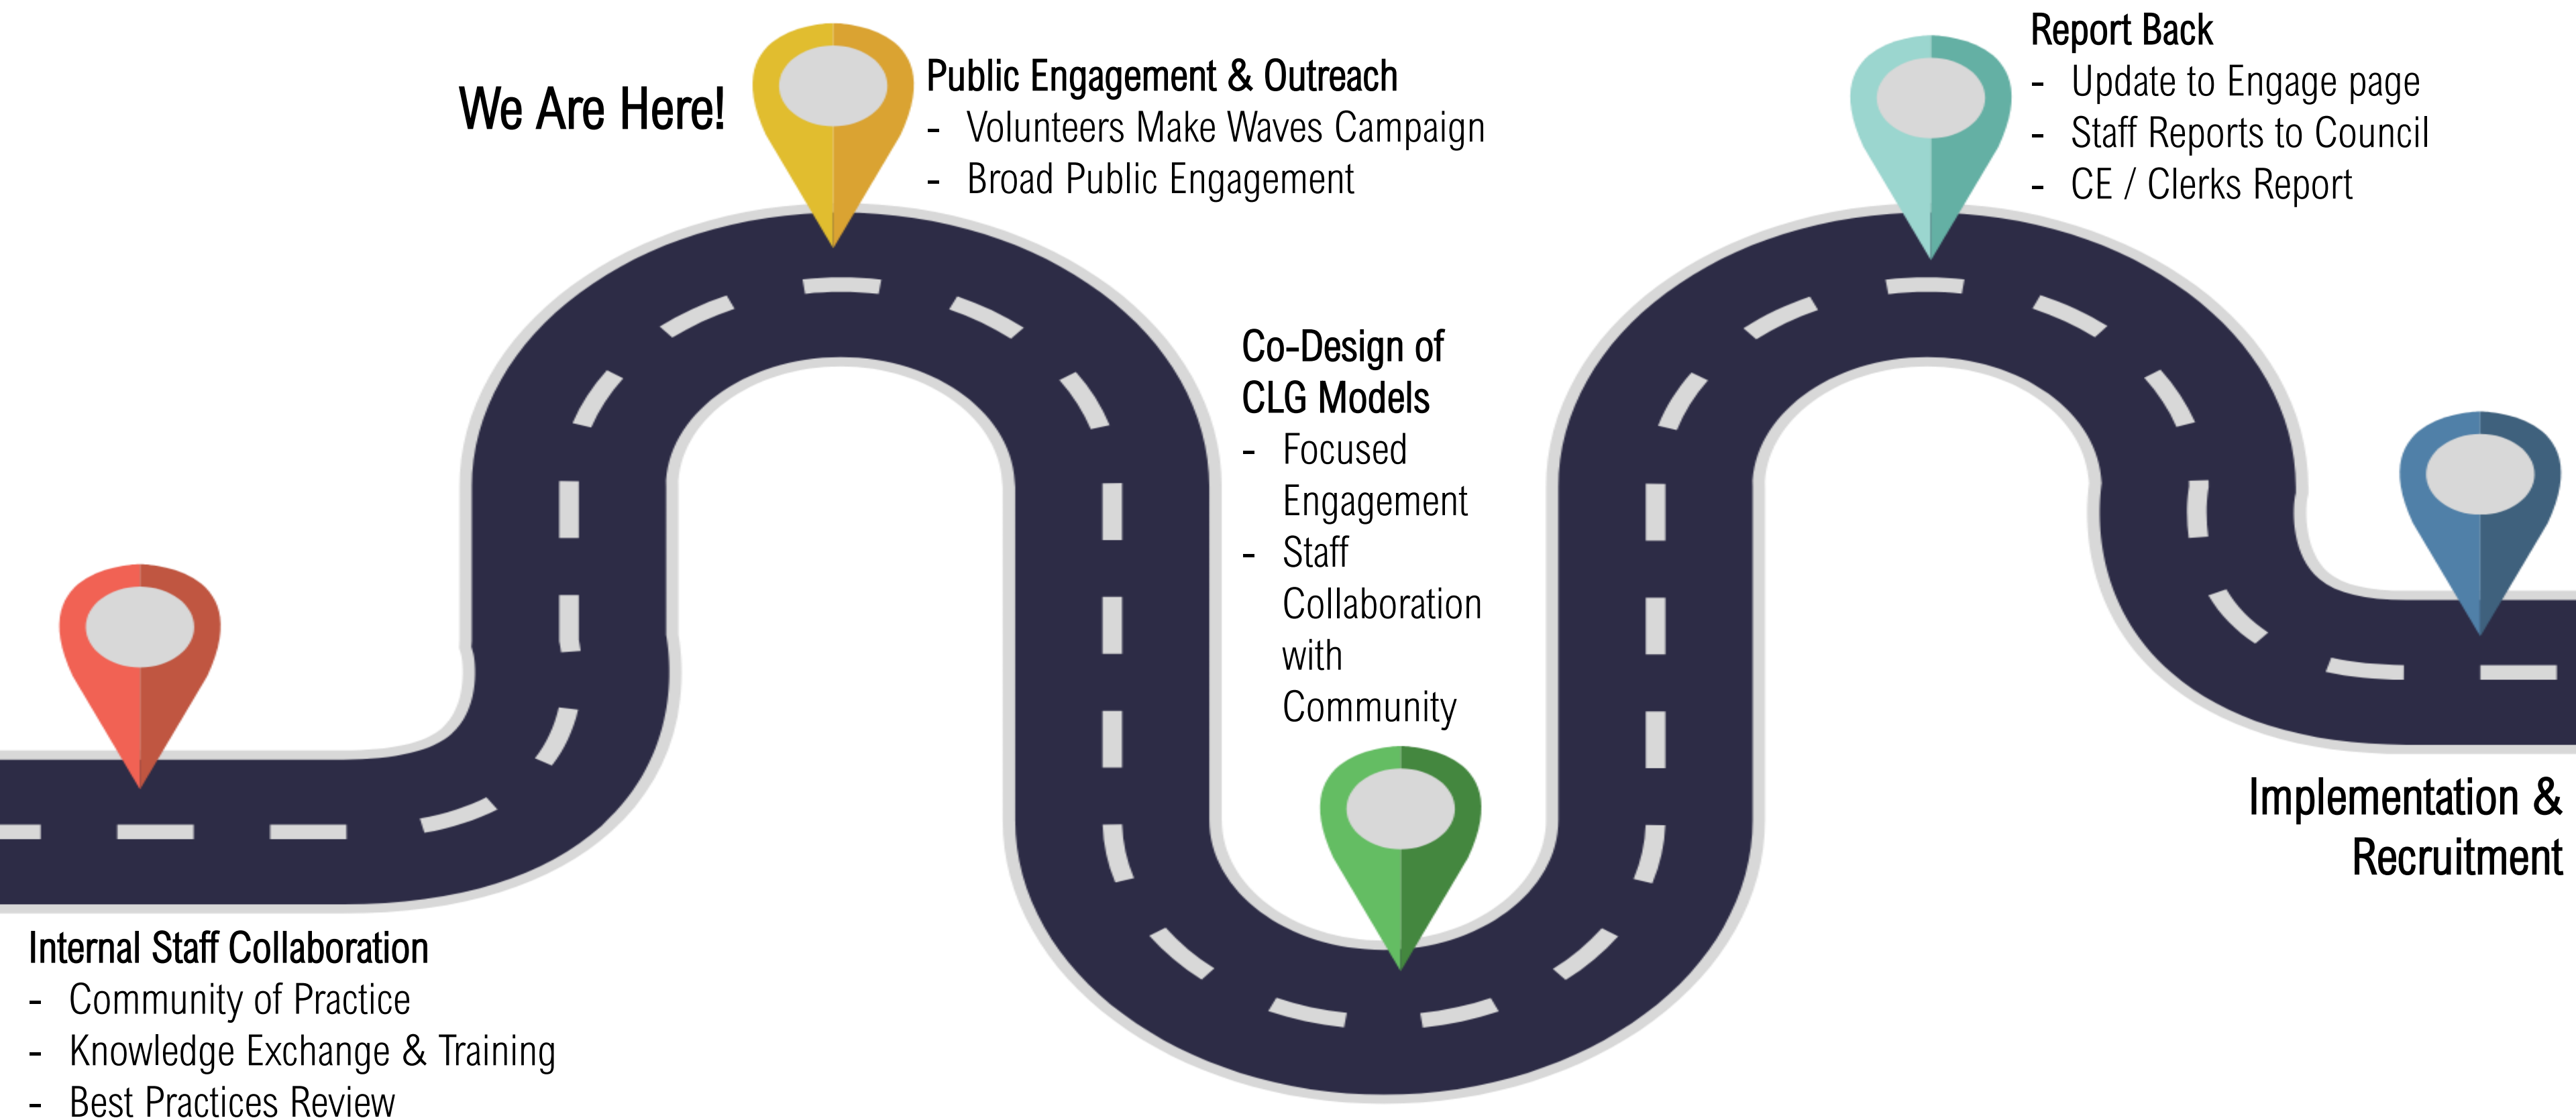 We Are Here!
Public Engagement & Outreach
- Volunteers Make Waves Campaign
- Broad Public Engagement
Report Back
- Update to Engage page
- Staff Reports to Council
- CE / Clerks Report
Co-Design of
CLG Models
- Focused
Engagement
- Staff
Collaboration
with
Community
Implementation &
Recruitment
Internal Staff Collaboration
- Community of Practice
- Knowledge Exchange & Training
- Best Practices Review